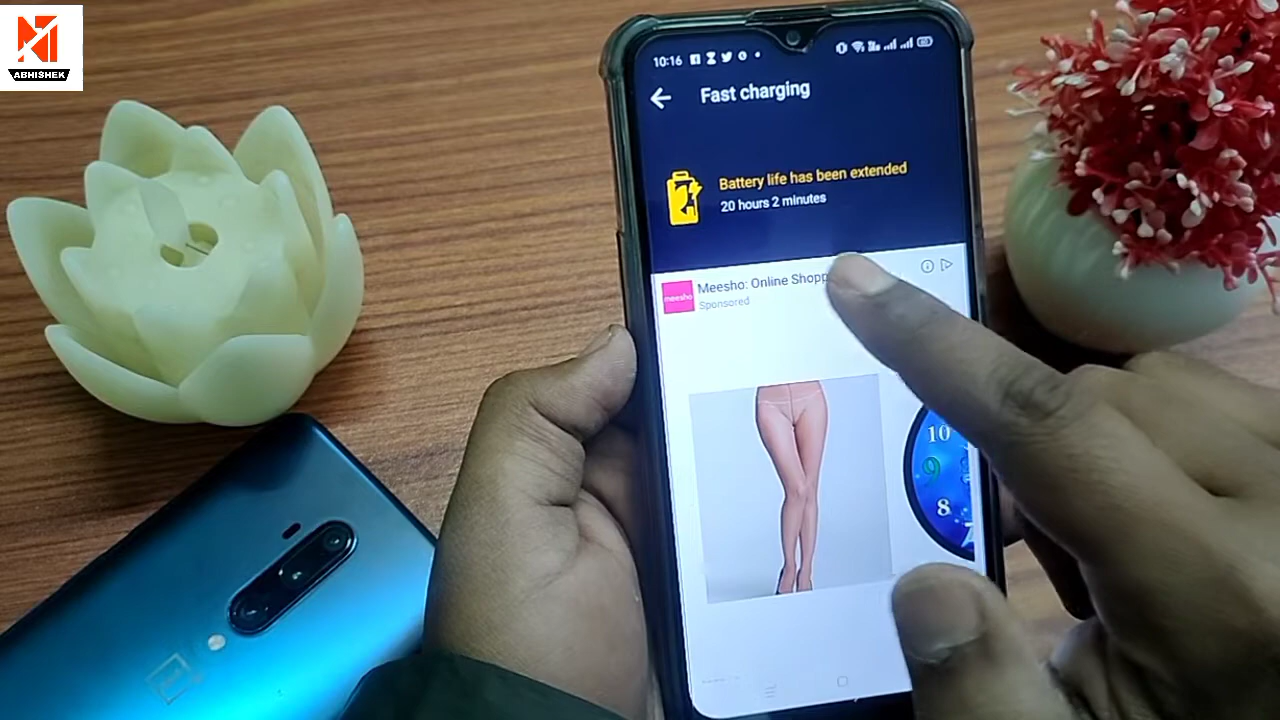 ABHISHEK
10:16
Fast charging
Battery life has been extended
20 hours 2 minutes
meesho
Meesho: Online Shopp
Sponsored
10
9
8
7